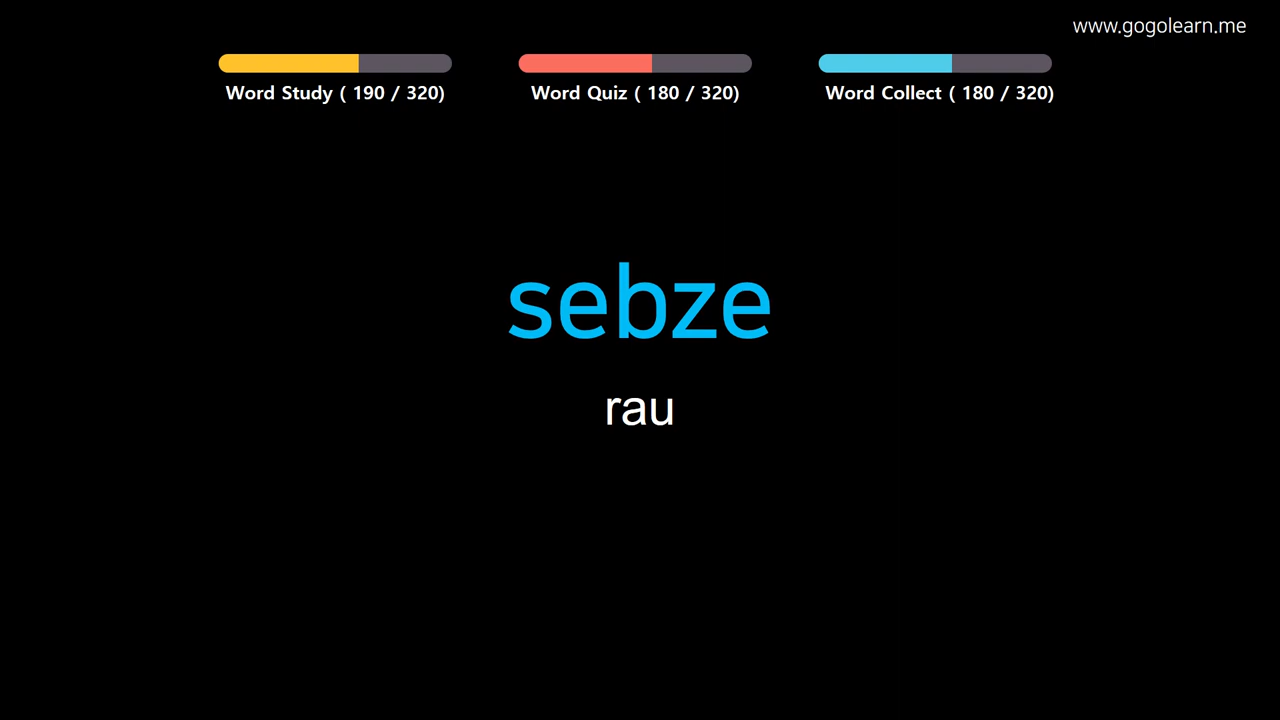 www.gogolearn.me
Word Study ( 190 / 320)
Word Quiz ( 180 / 320)
Word Collect ( 180 / 320)
sebze
rau